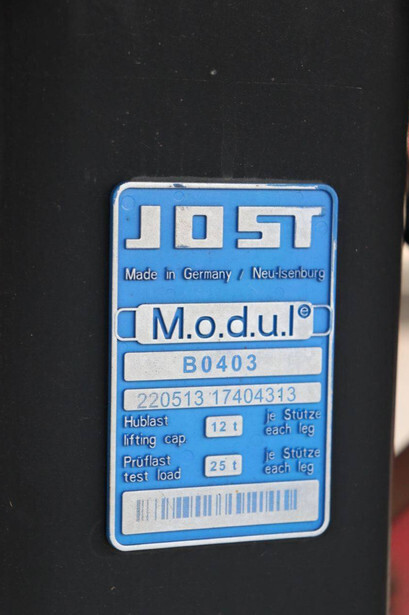 JOST
Made in Germany / Neu-Isenburg
M.o.d.u.l e
B0403
220513 17404313
Hublast 12 t je Stütze
lifting cap each leg
Prüflast 25 t je Stütze
test load each leg